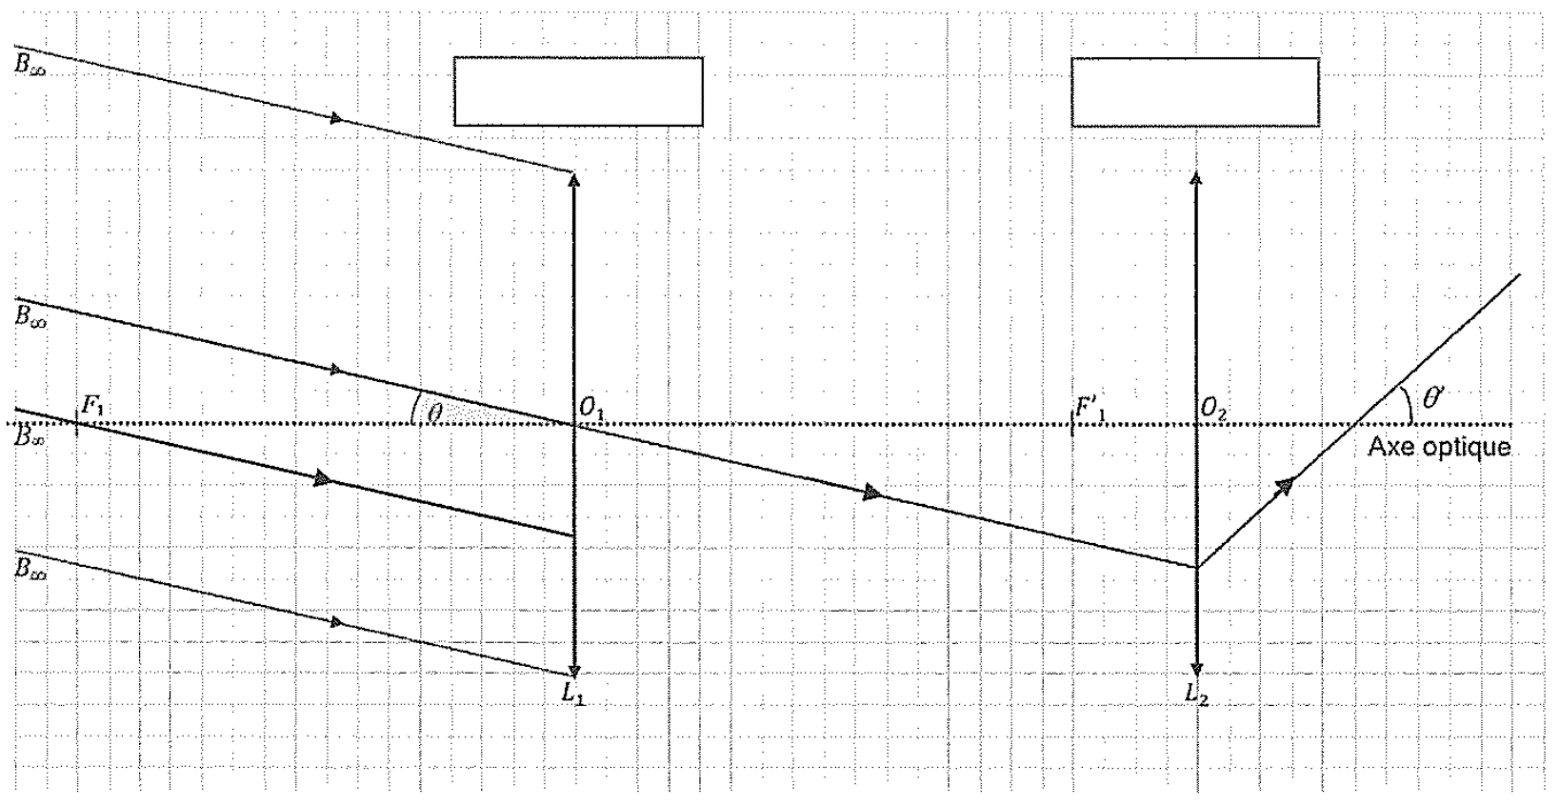 B∞
B∞
F₁
θ
O₁
F'₁
O₂
θ'
B∞
Axe optique
B∞
L₁
L₂